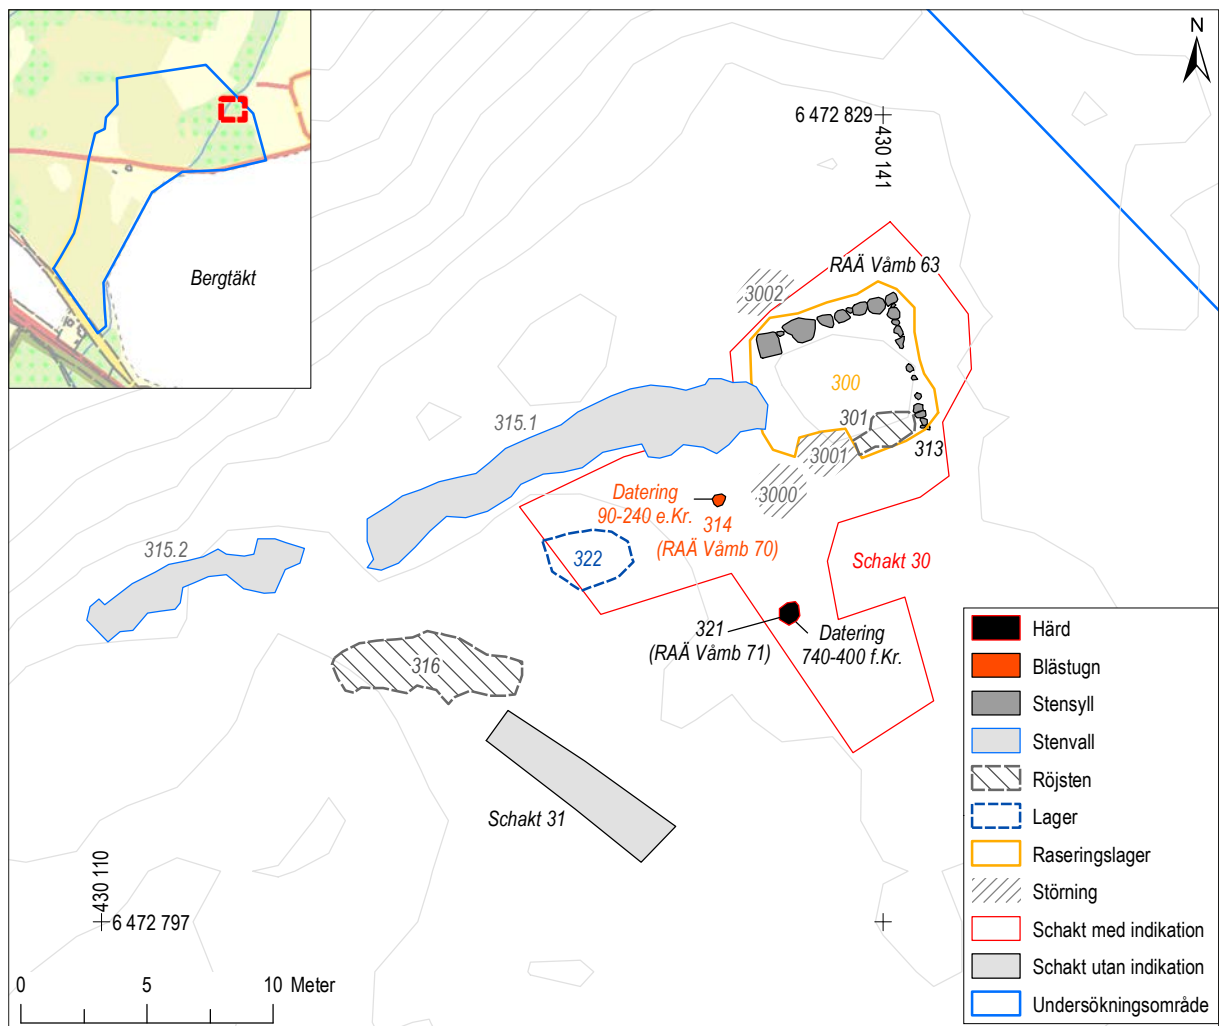 Bergtäkt
N
6 472 829
430 141
RAÄ Våmb 63
3002
300
301
313
3001
3000
315.1
315.2
Datering
90-240 e.Kr.
314
(RAÄ Våmb 70)
322
Schakt 30
321
(RAÄ Våmb 71)
Datering
740-400 f.Kr.
316
Schakt 31
430 110
6 472 797
0 5 10 Meter
Härd
Blästugn
Stensyll
Stenvall
Röjsten
Lager
Raseringslager
Störning
Schakt med indikation
Schakt utan indikation
Undersökningsområde